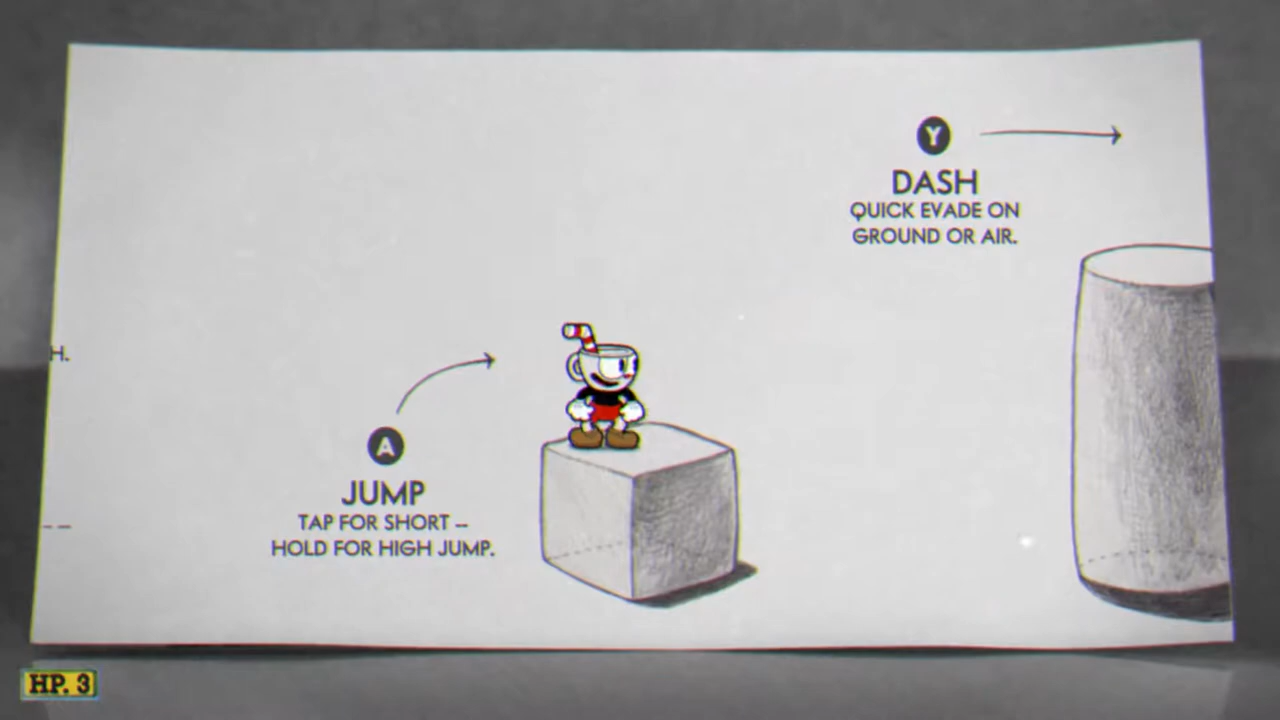 Y
DASH
QUICK EVADE ON
GROUND OR AIR.
H.
A
JUMP
TAP FOR SHORT –
HOLD FOR HIGH JUMP.
HP. 3